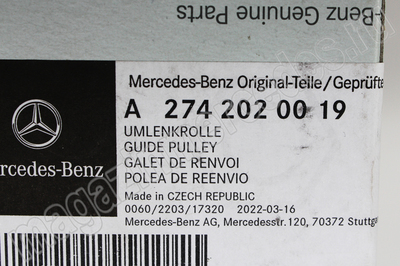 -Benz Genuine Parts
Mercedes-Benz Original-Teile/Geprüfte
A 274 202 00 19
UMLENKROLLE
GUIDE PULLEY
GALET DE RENVOI
POLEA DE REENVIO
rcedes-Benz
Made in CZECH REPUBLIC
0060/2203/17320 2022-03-16
Mercedes-Benz AG, Mercedesstr.120, 70372 Stuttg